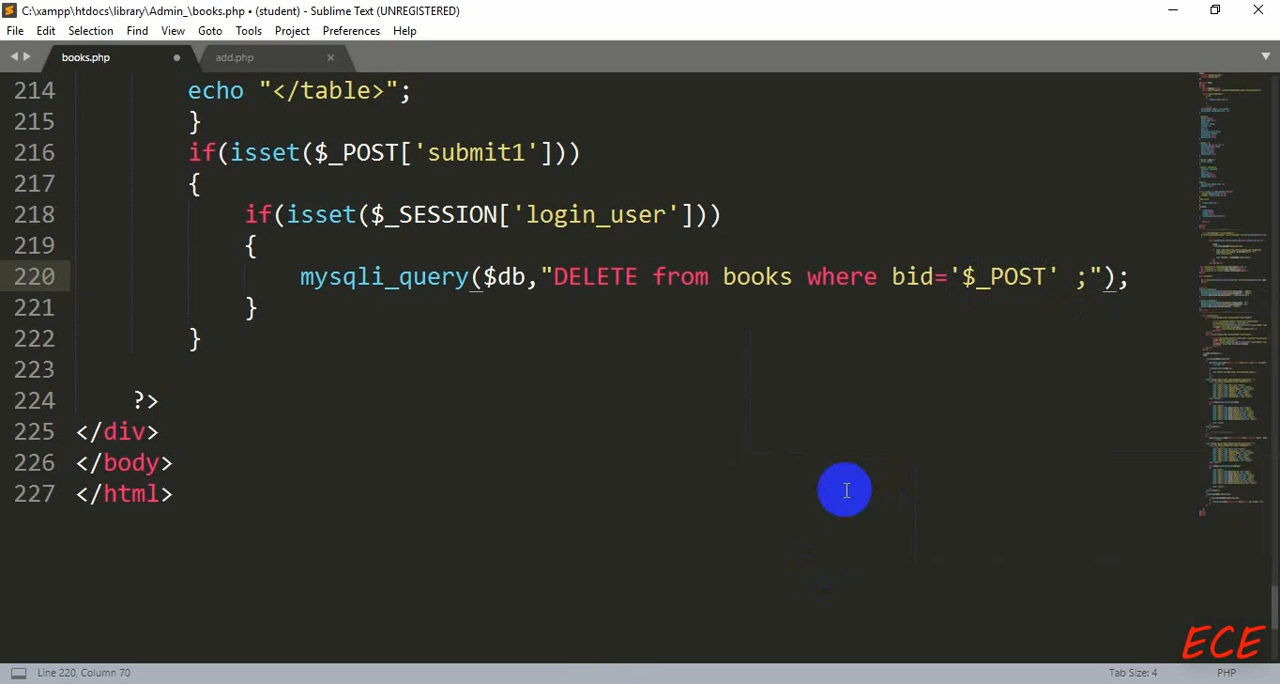 C:\xampp\htdocs\library\Admin_\books.php • (student) - Sublime Text (UNREGISTERED)
File Edit Selection Find View Goto Tools Project Preferences Help
books.php add.php
214 echo "</table>";
215 }
216 if(isset($_POST['submit1']))
217 {
218 if(isset($_SESSION['login_user']))
219 {
220 mysqli_query($db,"DELETE from books where bid='$_POST' ;");
221 }
222 }
223
224 ?>
225 </div>
226 </body>
227 </html>
ECE
Line 220, Column 70 Tab Size: 4 PHP